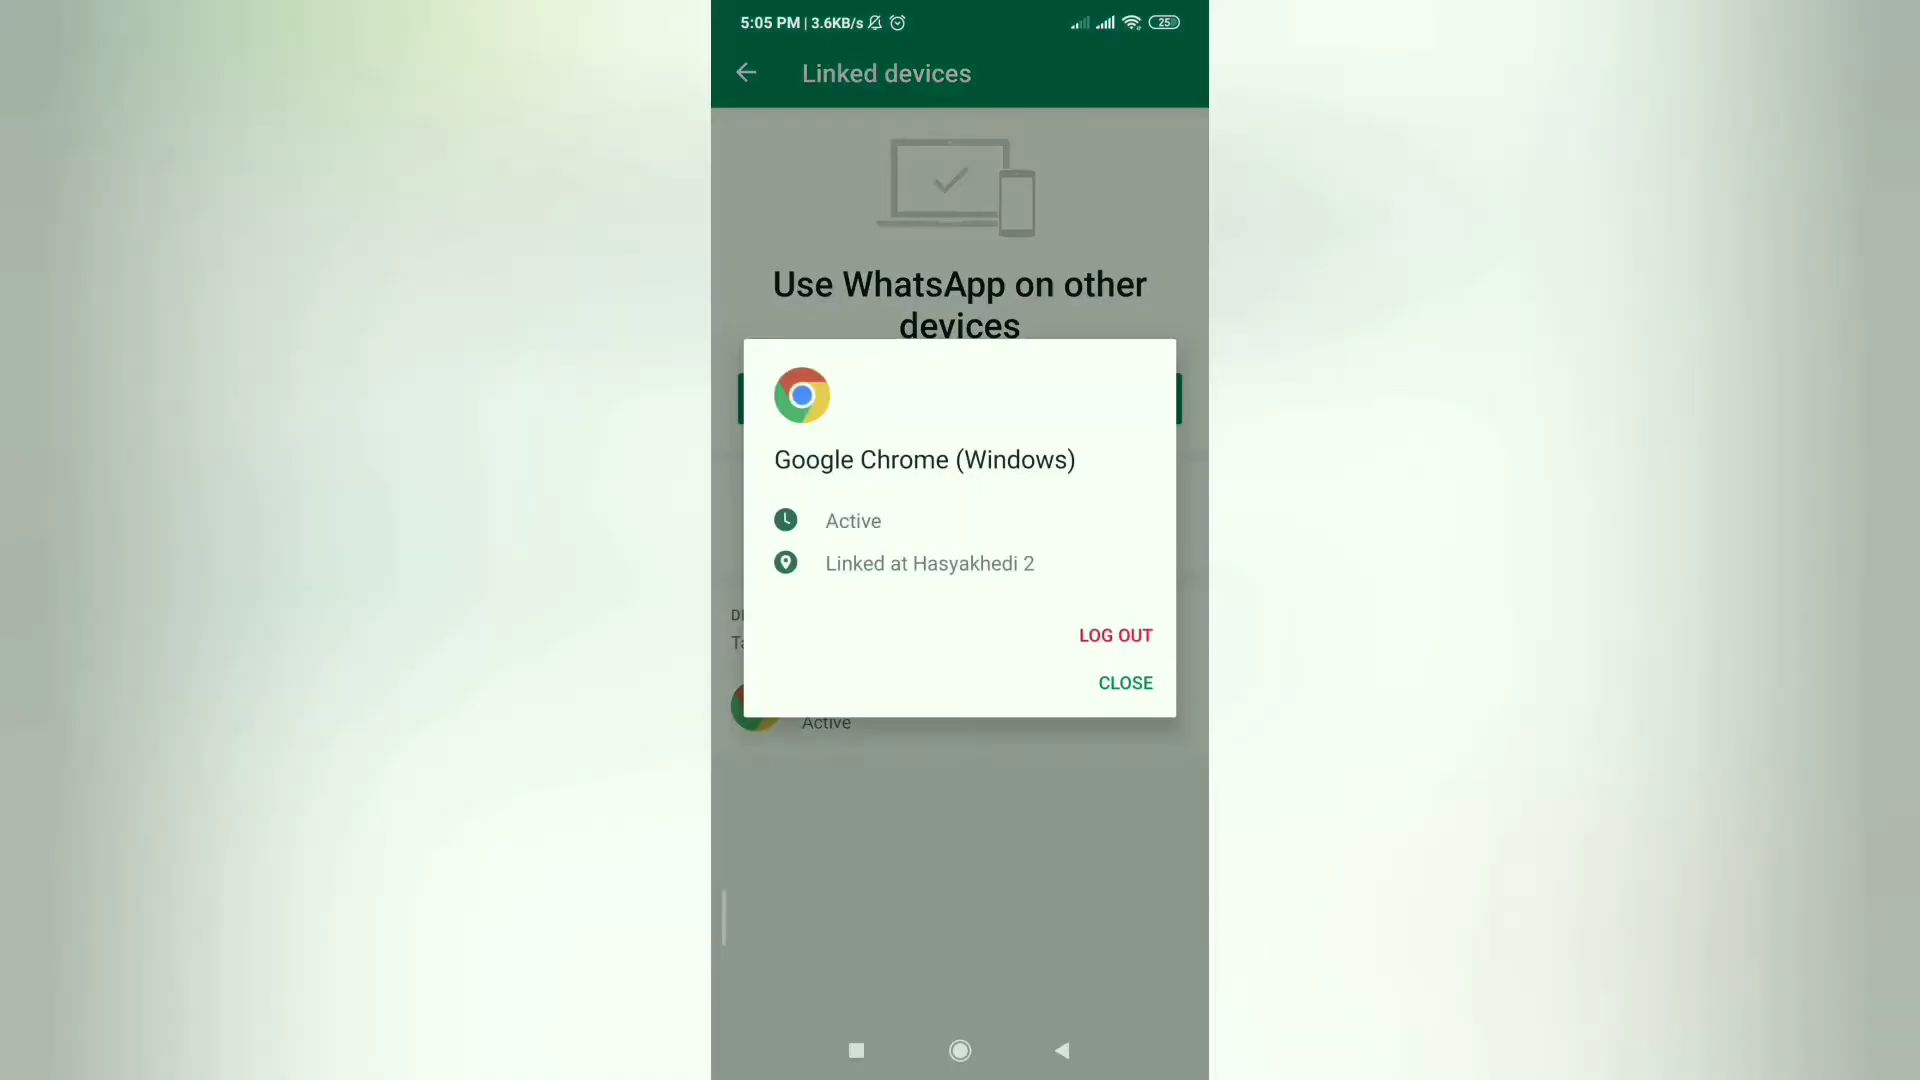 5:05 PM | 3.6KB/s 25
Linked devices
Use WhatsApp on other
devices
Google Chrome (Windows)
Active
Linked at Hasyakhedi 2
LOG OUT
CLOSE
Active